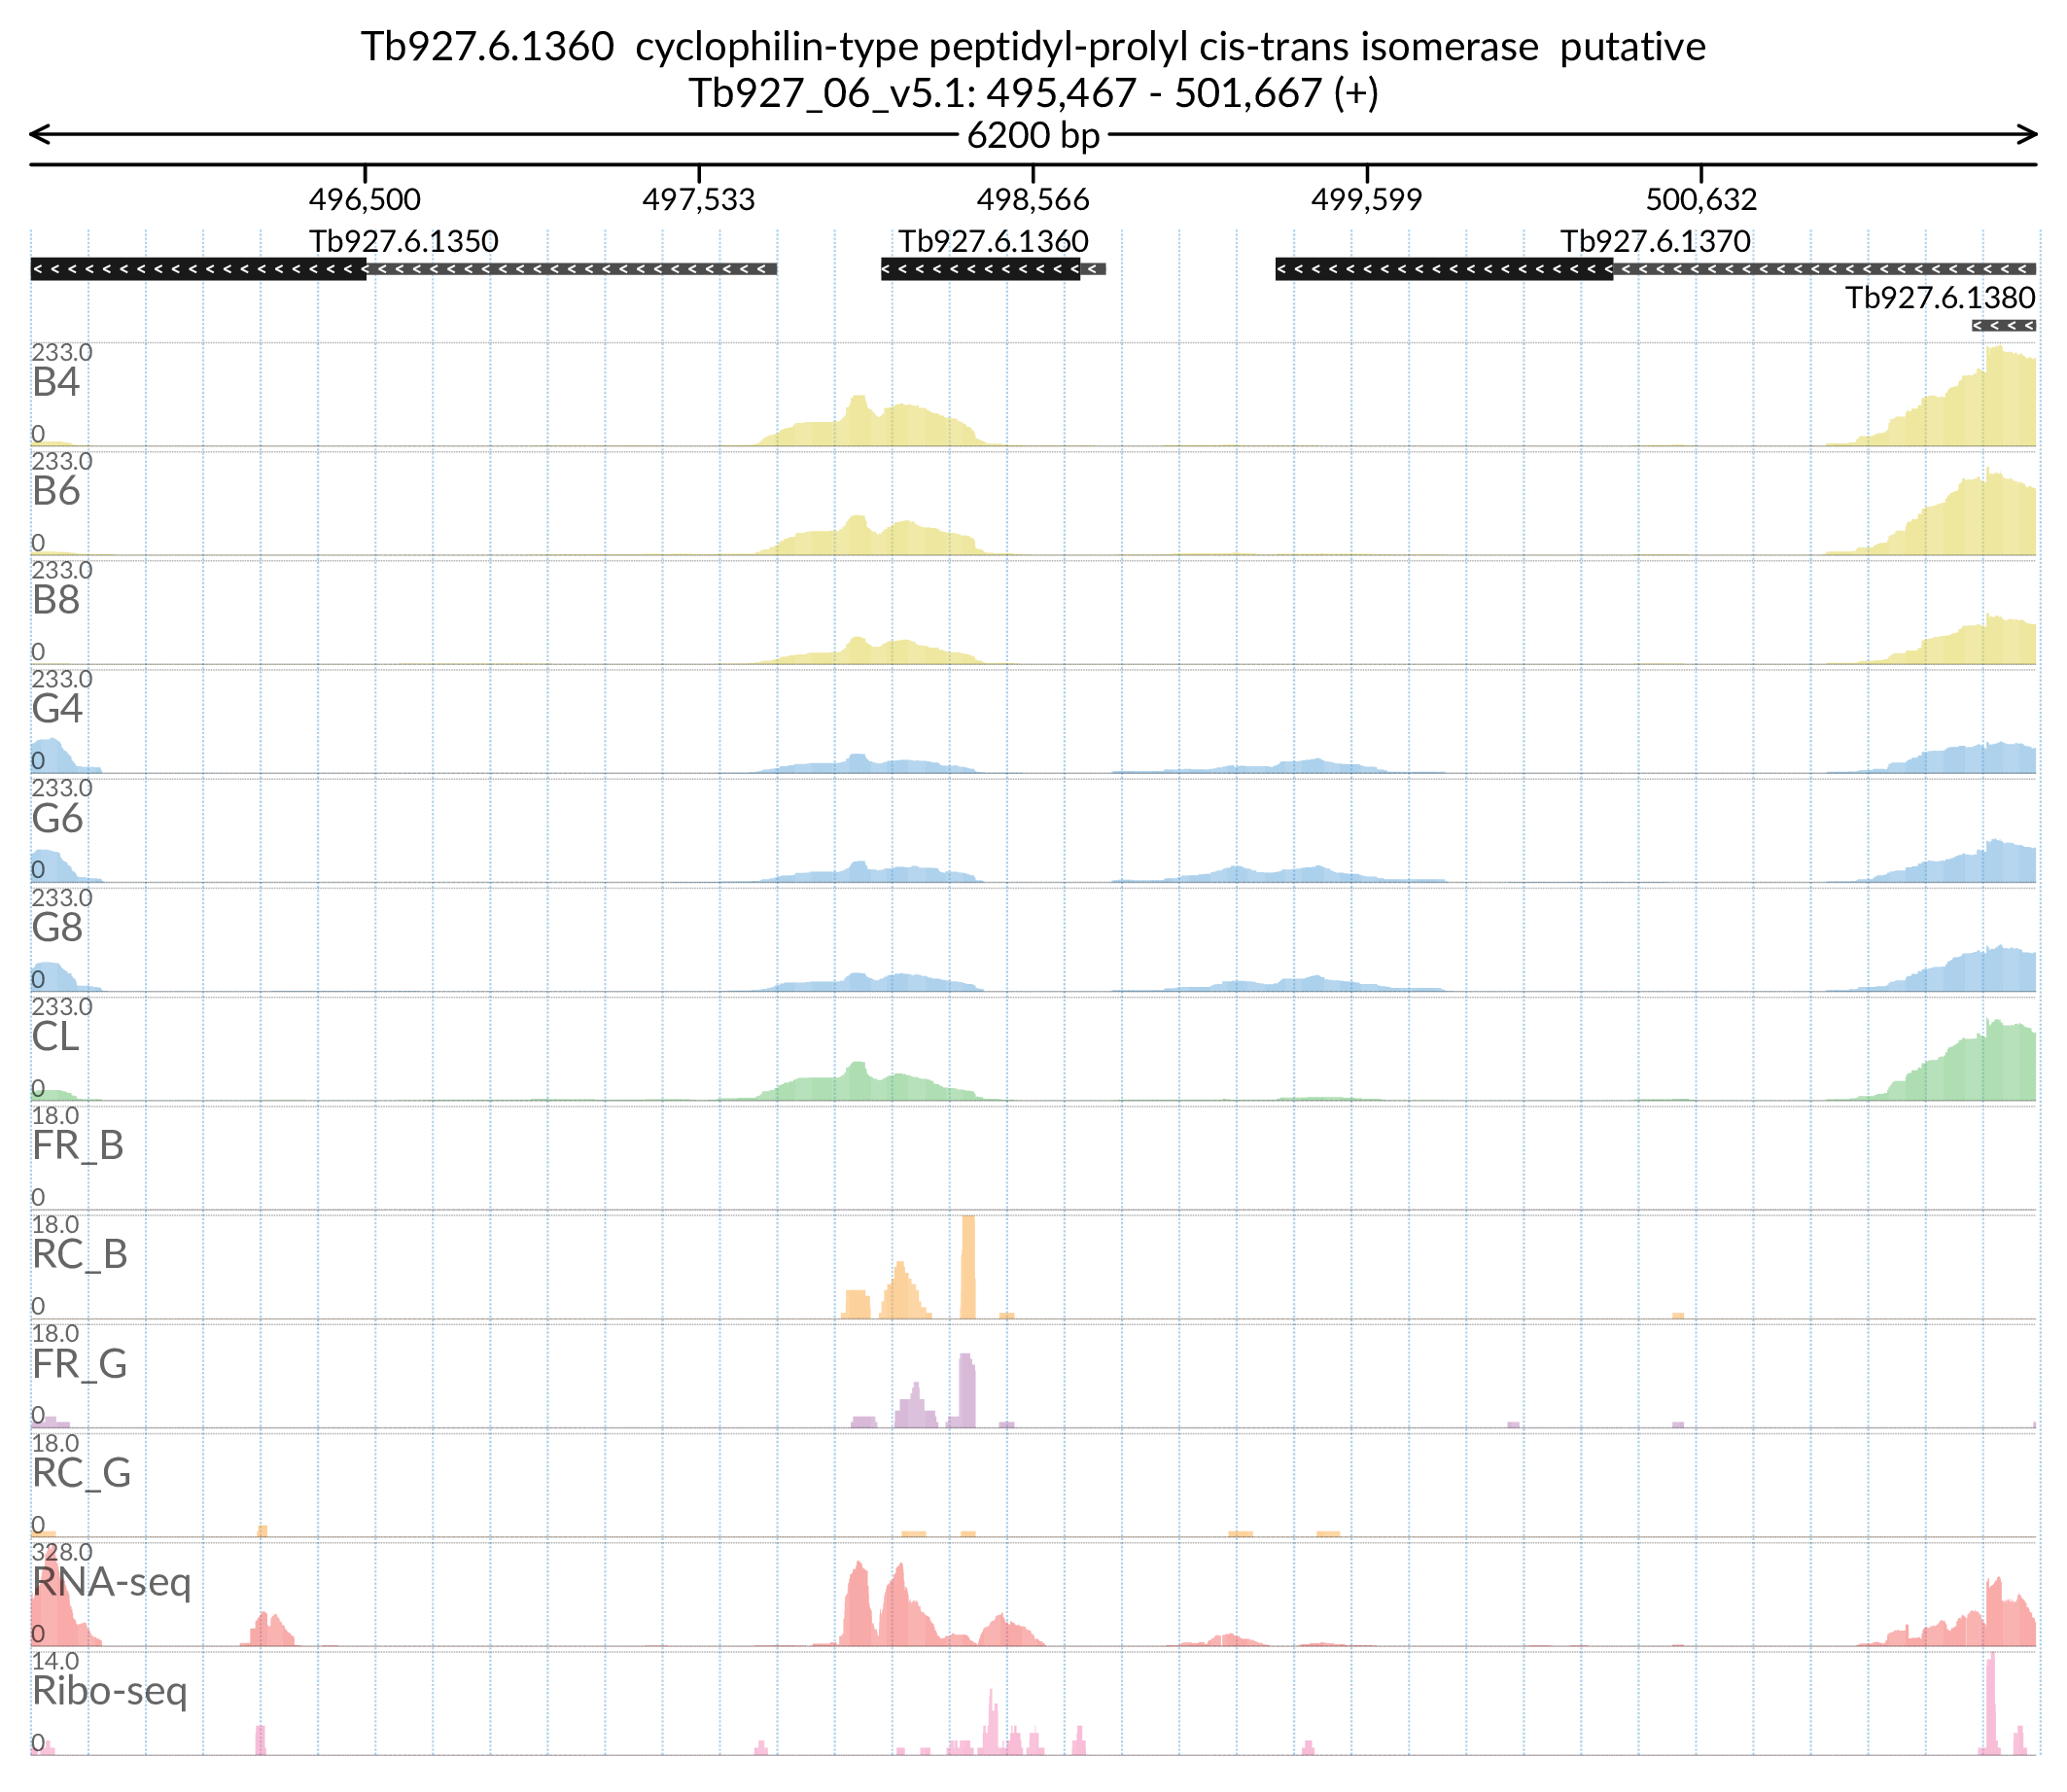 Tb927.6.1360  cyclophilin-type peptidyl-prolyl cis-trans isomerase  putative
Tb927_06_v5.1: 495,467 - 501,667 (+)
6200 bp
496,500 497,533 498,566 499,599 500,632
Tb927.6.1350 Tb927.6.1360 Tb927.6.1370
Tb927.6.1380
233.0
B4
0
233.0
B6
0
233.0
B8
0
233.0
G4
0
233.0
G6
0
233.0
G8
0
233.0
CL
0
18.0
FR_B
0
18.0
RC_B
0
18.0
FR_G
0
18.0
RC_G
0
328.0
RNA-seq
0
14.0
Ribo-seq
0